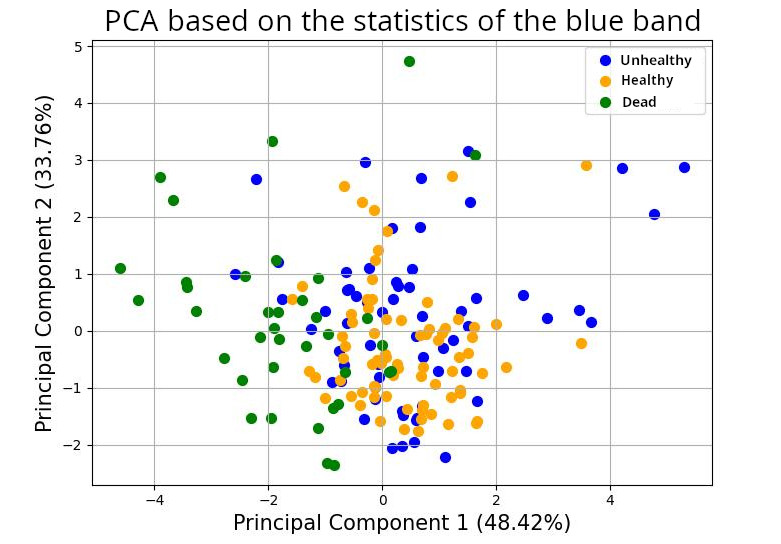 PCA based on the statistics of the blue band
Unhealthy
Healthy
Dead
5
4
3
2
1
0
−1
−2
Principal Component 2 (33.76%)
−4
−2
0
2
4
Principal Component 1 (48.42%)